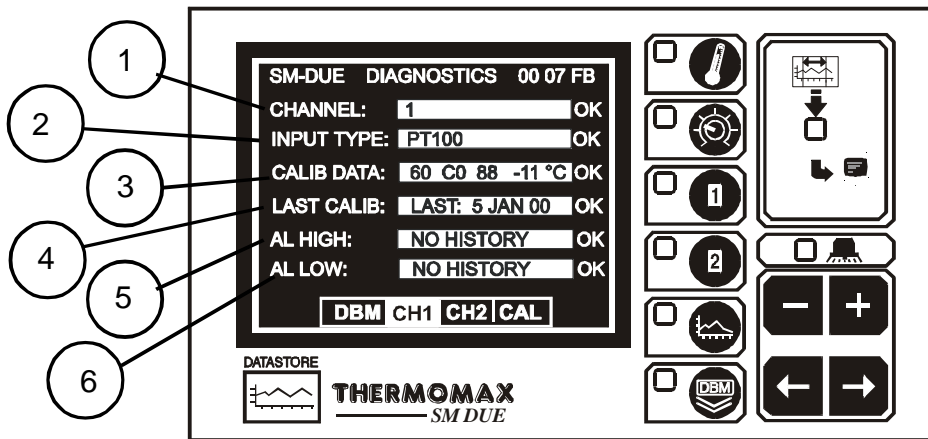 1
2
3
4
5
6
SM-DUE DIAGNOSTICS 00 07 FB
CHANNEL: 1 OK
INPUT TYPE: PT100 OK
CALIB DATA: 60 C0 88 -11 °C OK
LAST CALIB: LAST: 5 JAN 00 OK
AL HIGH: NO HISTORY OK
AL LOW: NO HISTORY OK
DBM CH1 CH2 CAL
DATASTORE
THERMOMAX
SM DUE
1
2
DBM
- +
← →